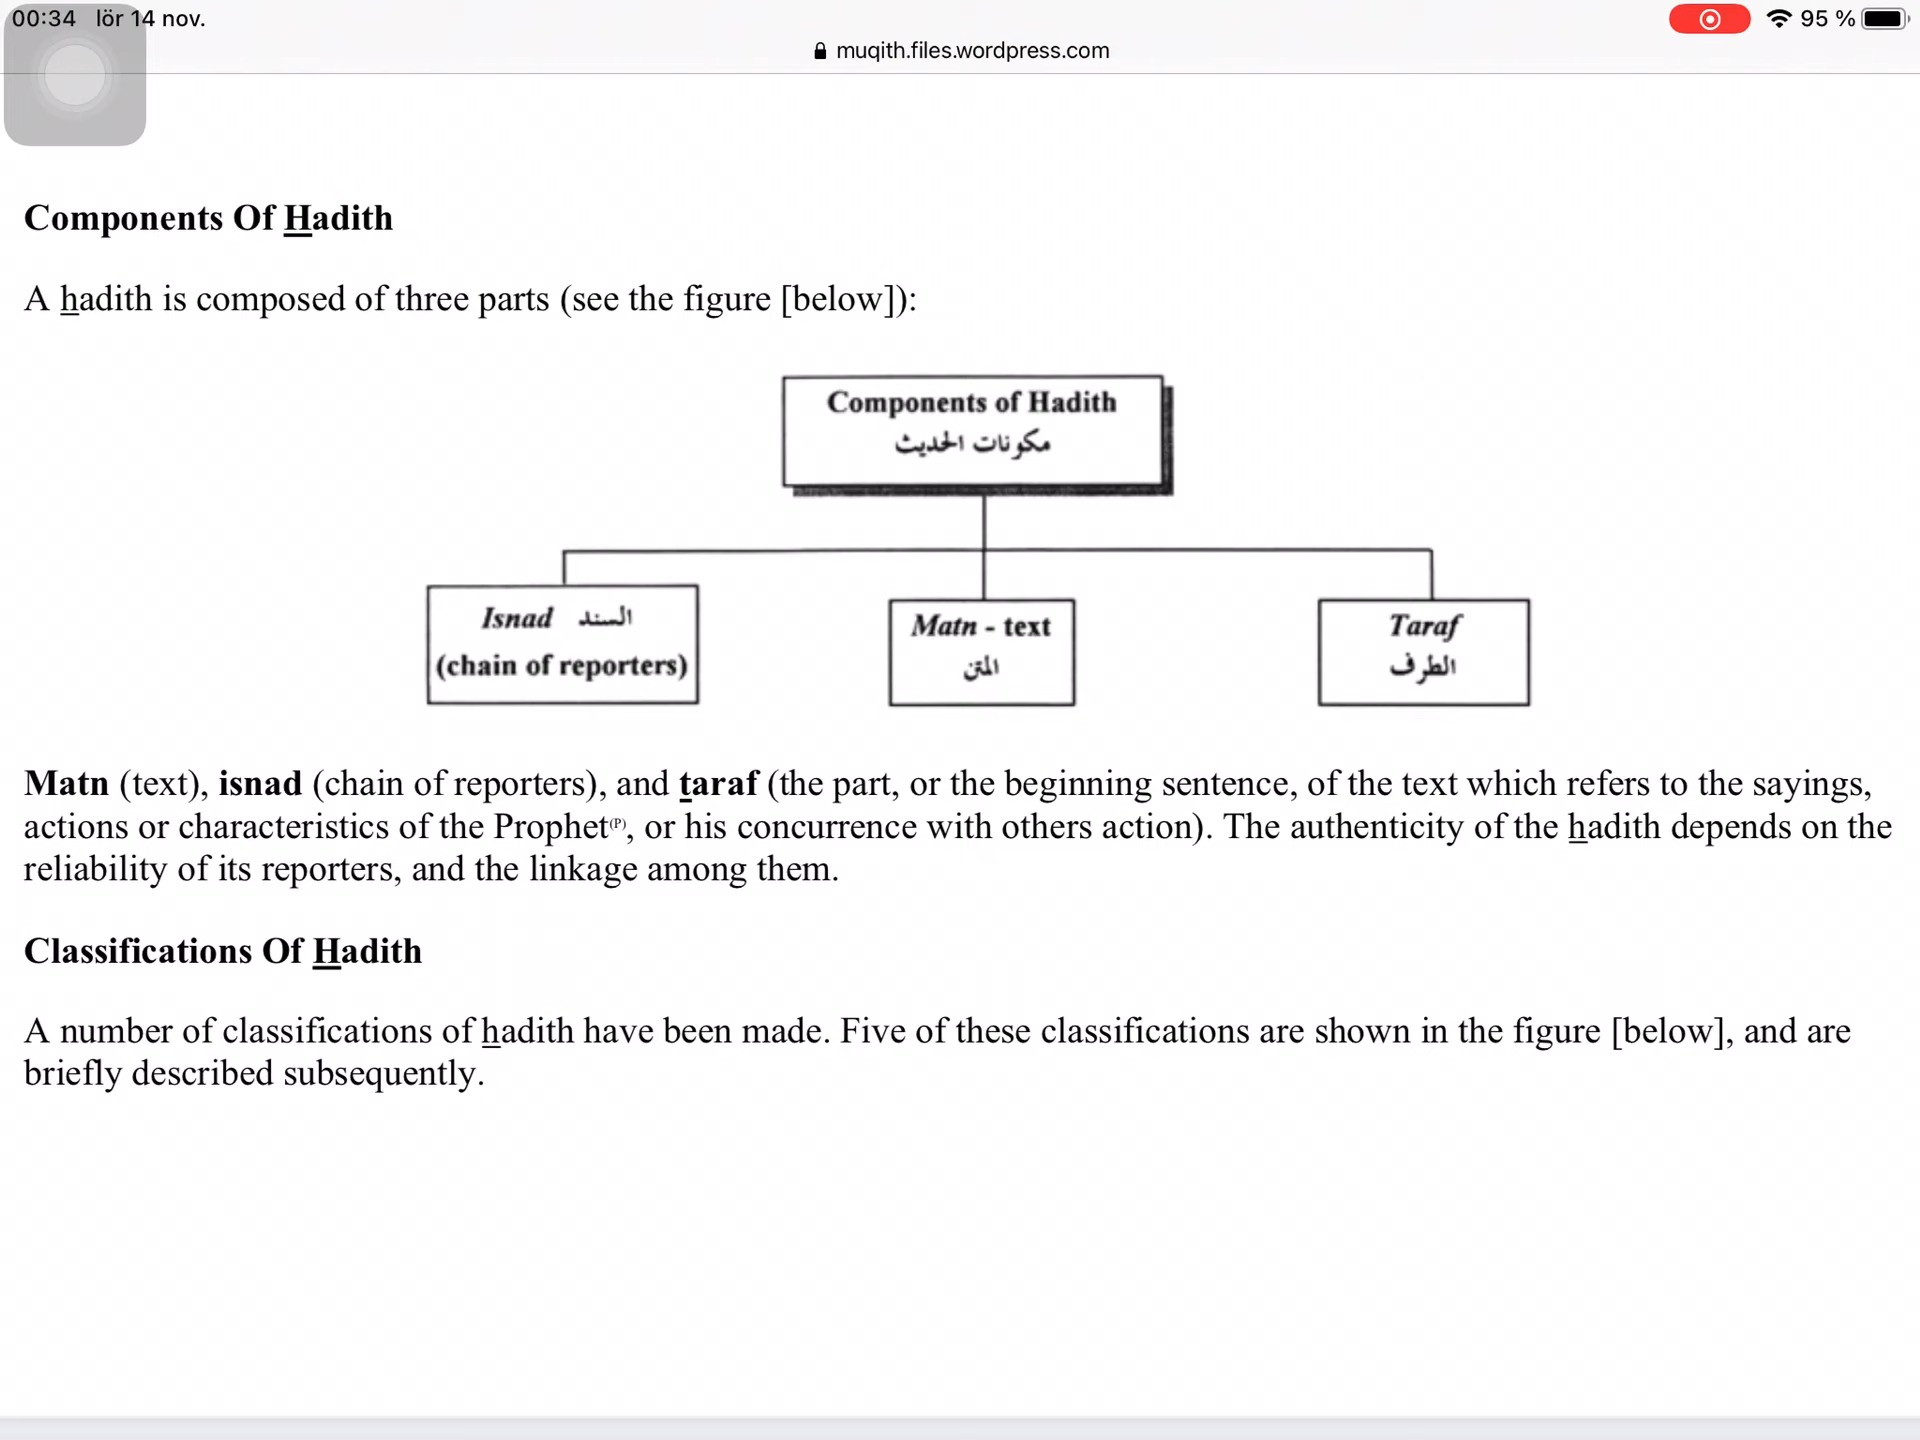 00:34 lör 14 nov.
95 %
muqith.files.wordpress.com
Components Of Hadith
A hadith is composed of three parts (see the figure [below]):
Components of Hadith
مكونات الحديث
Isnad السند
(chain of reporters)
Matn - text
المتن
Taraf
الطرف
Matn (text), isnad (chain of reporters), and taraf (the part, or the beginning sentence, of the text which refers to the sayings,
actions or characteristics of the Prophet(P), or his concurrence with others action). The authenticity of the hadith depends on the
reliability of its reporters, and the linkage among them.
Classifications Of Hadith
A number of classifications of hadith have been made. Five of these classifications are shown in the figure [below], and are
briefly described subsequently.